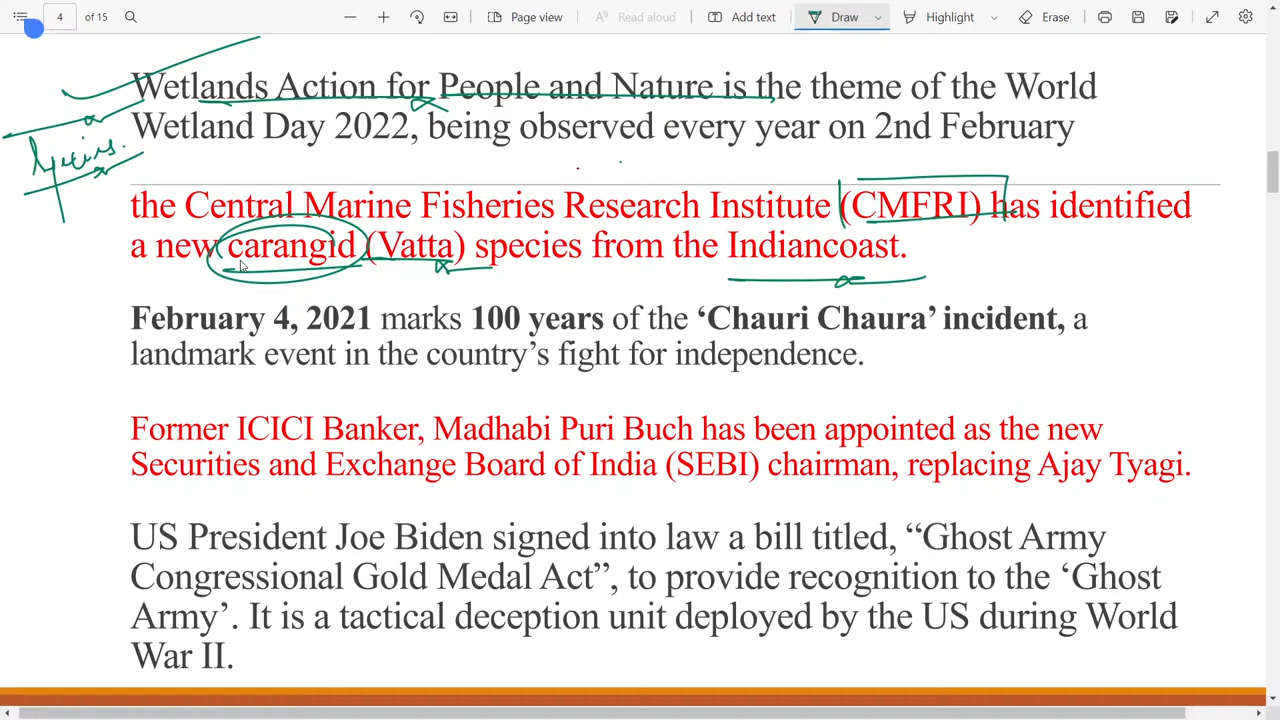 4 of 15 Page view Read aloud Add text Draw Highlight Erase
Wetlands Action for People and Nature is the theme of the World
Wetland Day 2022, being observed every year on 2nd February
the Central Marine Fisheries Research Institute (CMFRI) has identified
a new carangid (Vatta) species from the Indiancoast.
February 4, 2021 marks 100 years of the ‘Chauri Chaura’ incident, a
landmark event in the country’s fight for independence.
Former ICICI Banker, Madhabi Puri Buch has been appointed as the new
Securities and Exchange Board of India (SEBI) chairman, replacing Ajay Tyagi.
US President Joe Biden signed into law a bill titled, “Ghost Army
Congressional Gold Medal Act”, to provide recognition to the ‘Ghost
Army’. It is a tactical deception unit deployed by the US during World
War II.